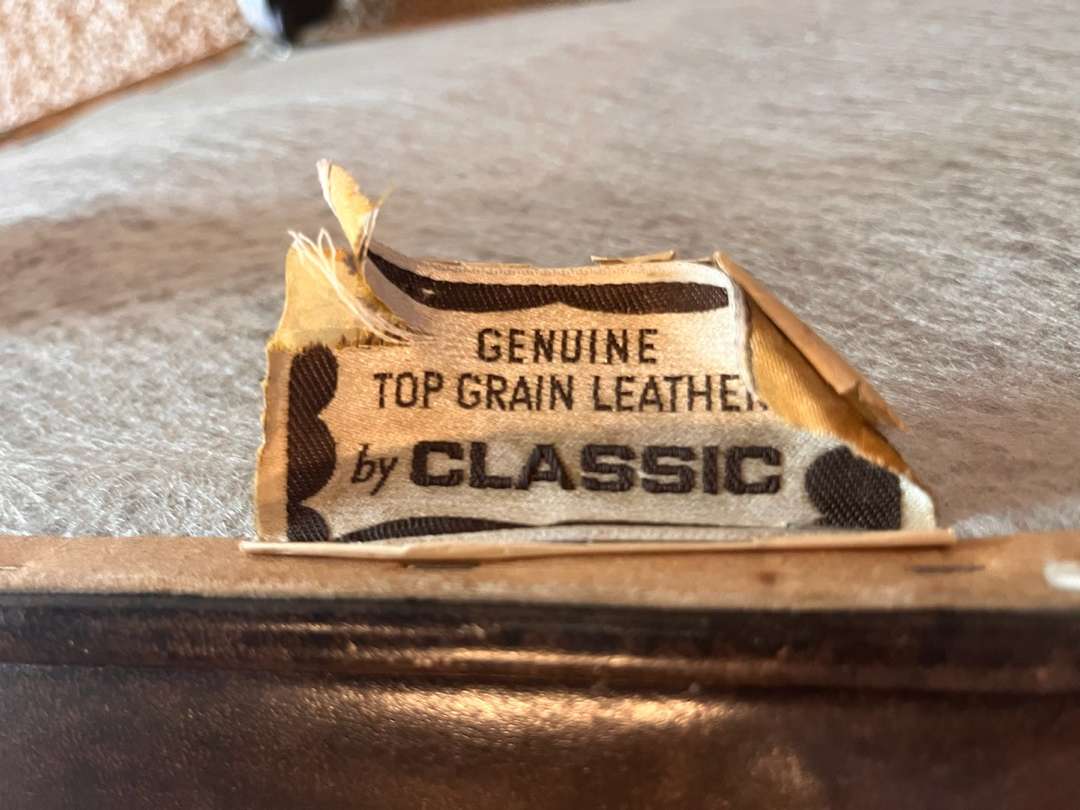 GENUINE
TOP GRAIN LEATHER
by CLASSIC